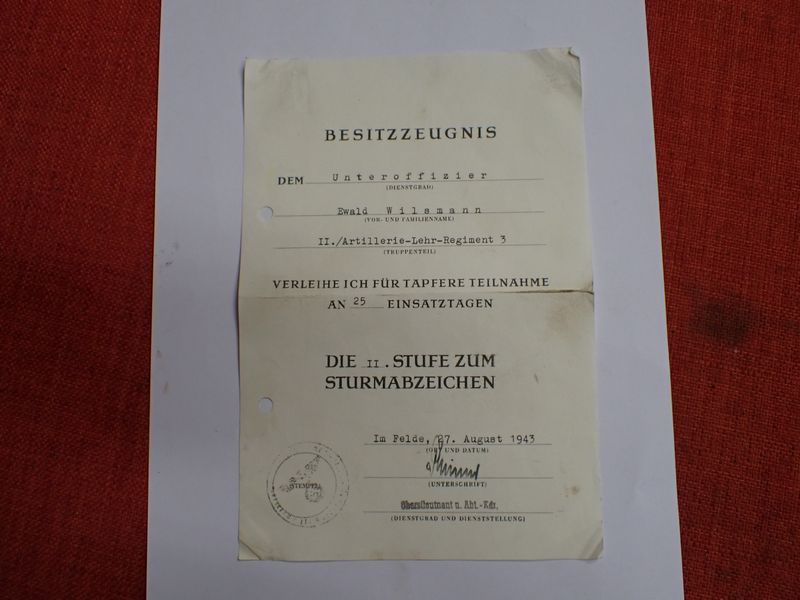 BESITZZEUGNIS
DEM Unteroffizier
(DIENSTGRAD)
Ewald Wilsmann
(VOR- UND FAMILIENNAME)
II./Artillerie-Lehr-Regiment 3
(TRUPPENTEIL)
VERLEIHE ICH FÜR TAPFERE TEILNAHME
AN 25 EINSATZTAGEN
DIE II. STUFE ZUM
STURMABZEICHEN
Im Felde, 27. August 1943
(ORT UND DATUM)
(STEMPEL)
(UNTERSCHRIFT)
Oberstleutnant u. Abt.-Kdr.
(DIENSTGRAD UND DIENSTSTELLUNG)